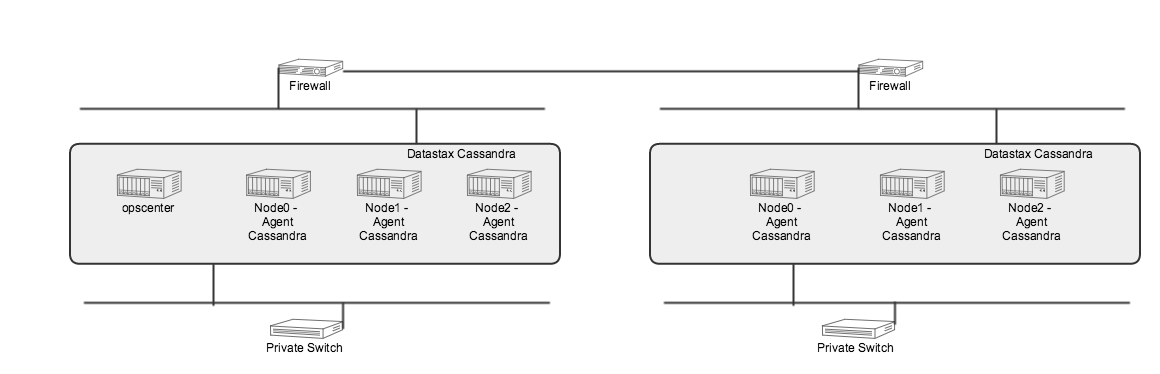 Firewall
Firewall
Datastax Cassandra
Datastax Cassandra
opscenter
Node0 -
Agent
Cassandra
Node1 -
Agent
Cassandra
Node2 -
Agent
Cassandra
Node0 -
Agent
Cassandra
Node1 -
Agent
Cassandra
Node2 -
Agent
Cassandra
Private Switch
Private Switch